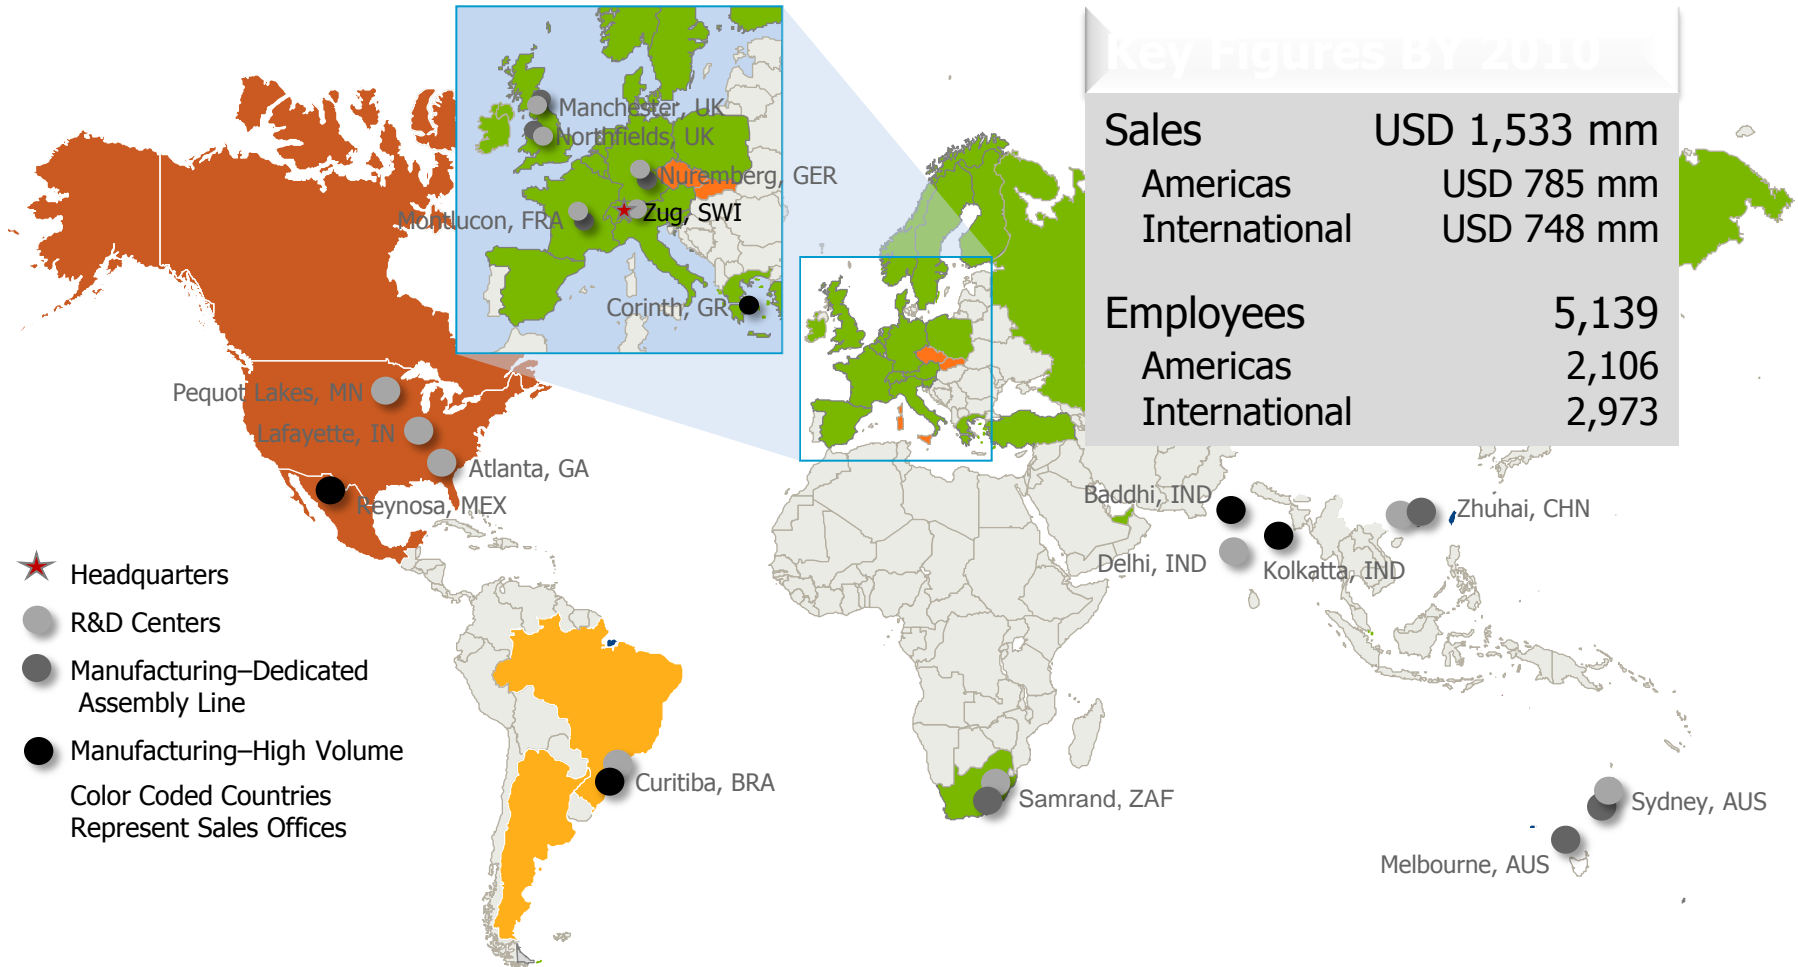 Key Figures BY 2010
Sales USD 1,533 mm
Americas USD 785 mm
International USD 748 mm
Employees 5,139
Americas 2,106
International 2,973
Manchester, UK
Northfields, UK
Nuremberg, GER
Zug, SWI
Montlucon, FRA
Corinth, GR
Pequot Lakes, MN
Lafayette, IN
Atlanta, GA
Reynosa, MEX
Baddhi, IND
Zhuhai, CHN
Delhi, IND
Kolkatta, IND
Headquarters
R&D Centers
Manufacturing–Dedicated
Assembly Line
Manufacturing–High Volume
Color Coded Countries
Represent Sales Offices
Curitiba, BRA
Samrand, ZAF
Sydney, AUS
Melbourne, AUS